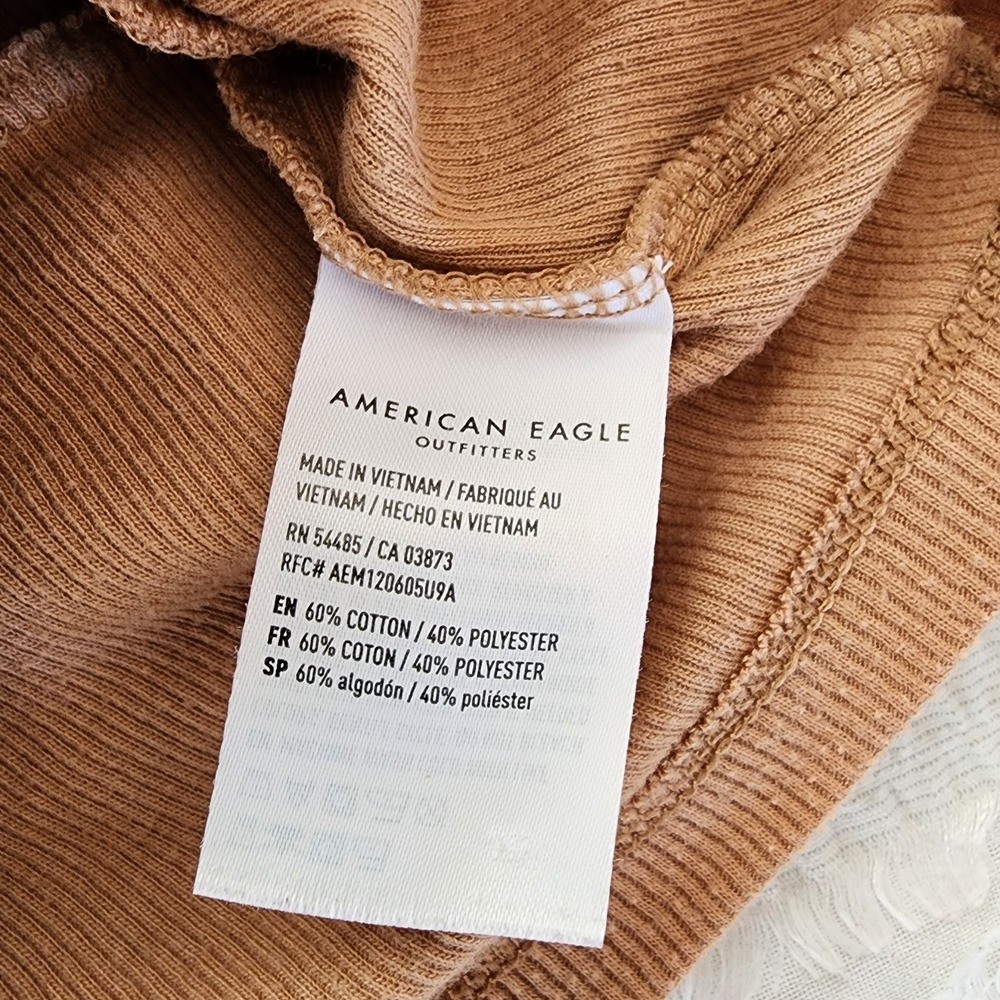 AMERICAN EAGLE
OUTFITTERS
MADE IN VIETNAM / FABRIQUÉ AU
VIETNAM / HECHO EN VIETNAM
RN 54485 / CA 03873
RFC# AEM120605U9A
EN 60% COTTON / 40% POLYESTER
FR 60% COTON / 40% POLYESTER
SP 60% algodón / 40% poliéster